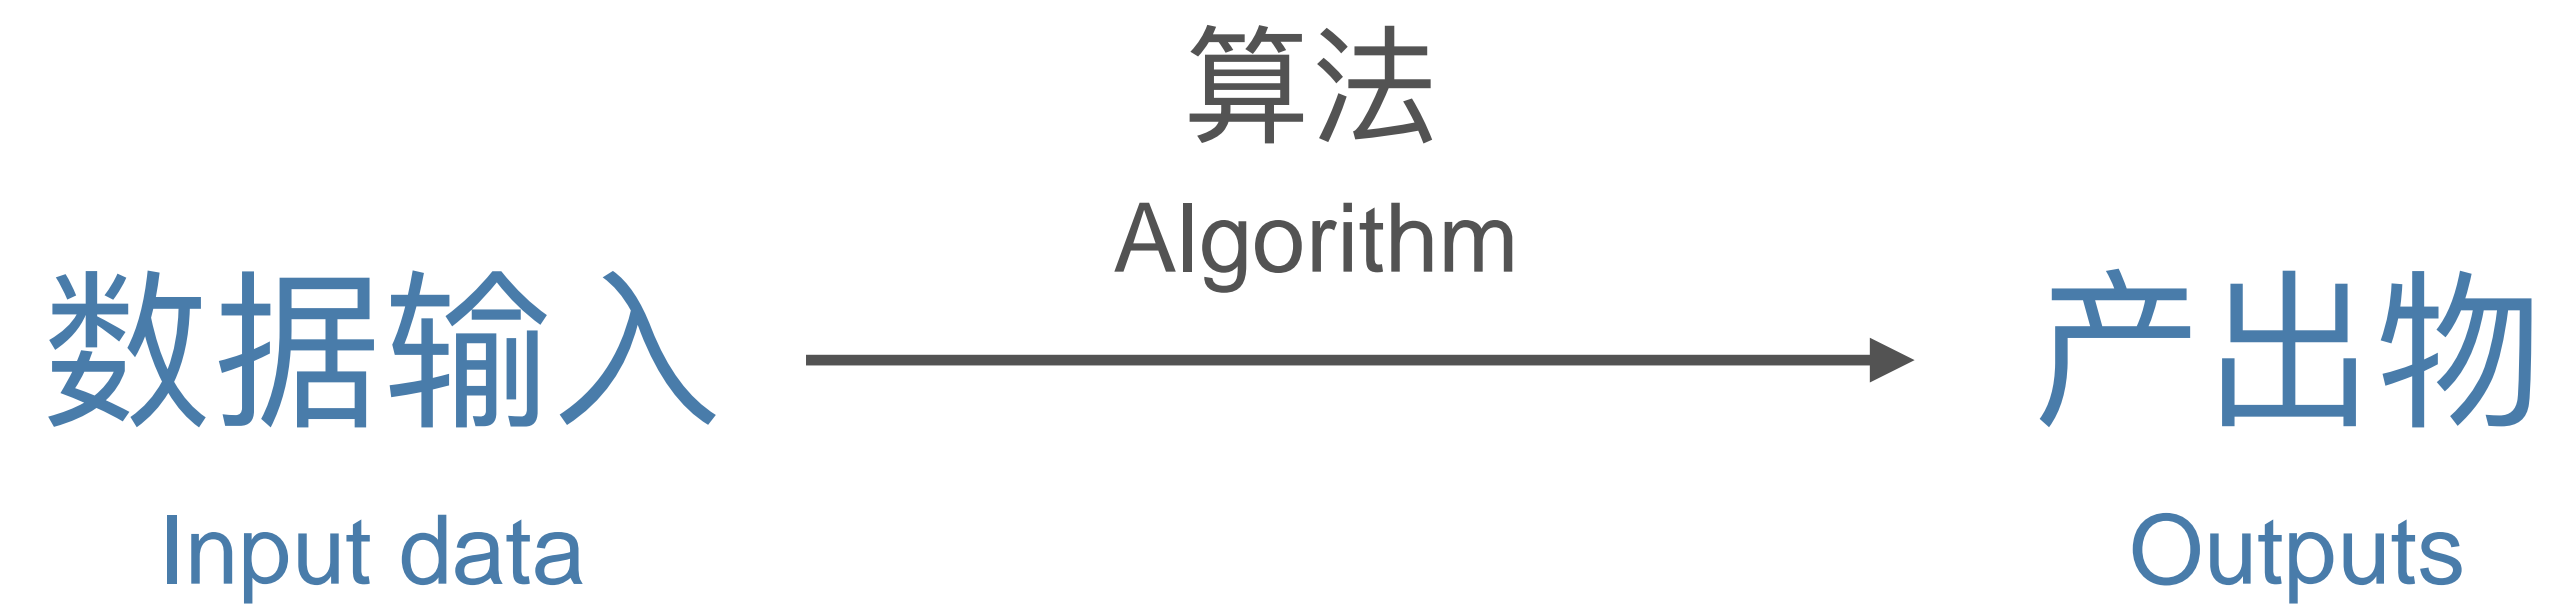 算法
Algorithm
数据输入
产出物
Input data
Outputs